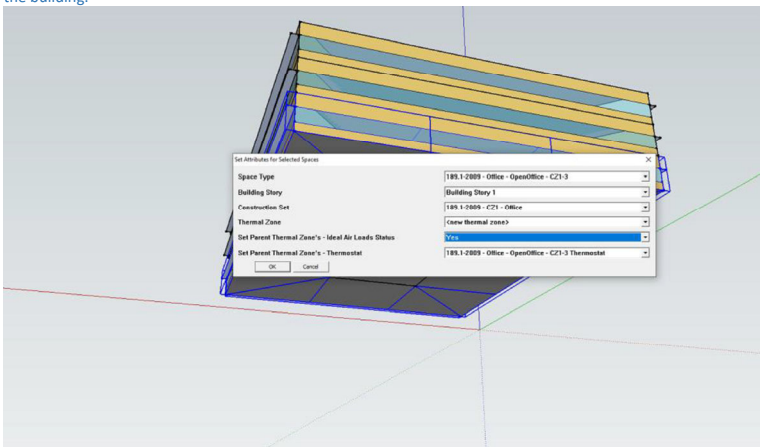 the building.
Set Attributes for Selected Spaces
Space Type 189.1-2009 - Office - OpenOffice - CZ1-3
Building Story Building Story 1
Construction Set 189.1-2009 - CZ1 - Office
Thermal Zone <new thermal zone>
Set Parent Thermal Zone's - Ideal Air Loads Status Yes
Set Parent Thermal Zone's - Thermostat 189.1-2009 - Office - OpenOffice - CZ1-3 Thermostat
OK Cancel